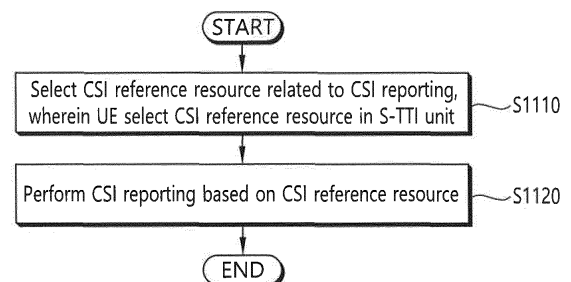 START
Select CSI reference resource related to CSI reporting,
wherein UE select CSI reference resource in S-TTI unit
S1110
Perform CSI reporting based on CSI reference resource
S1120
END